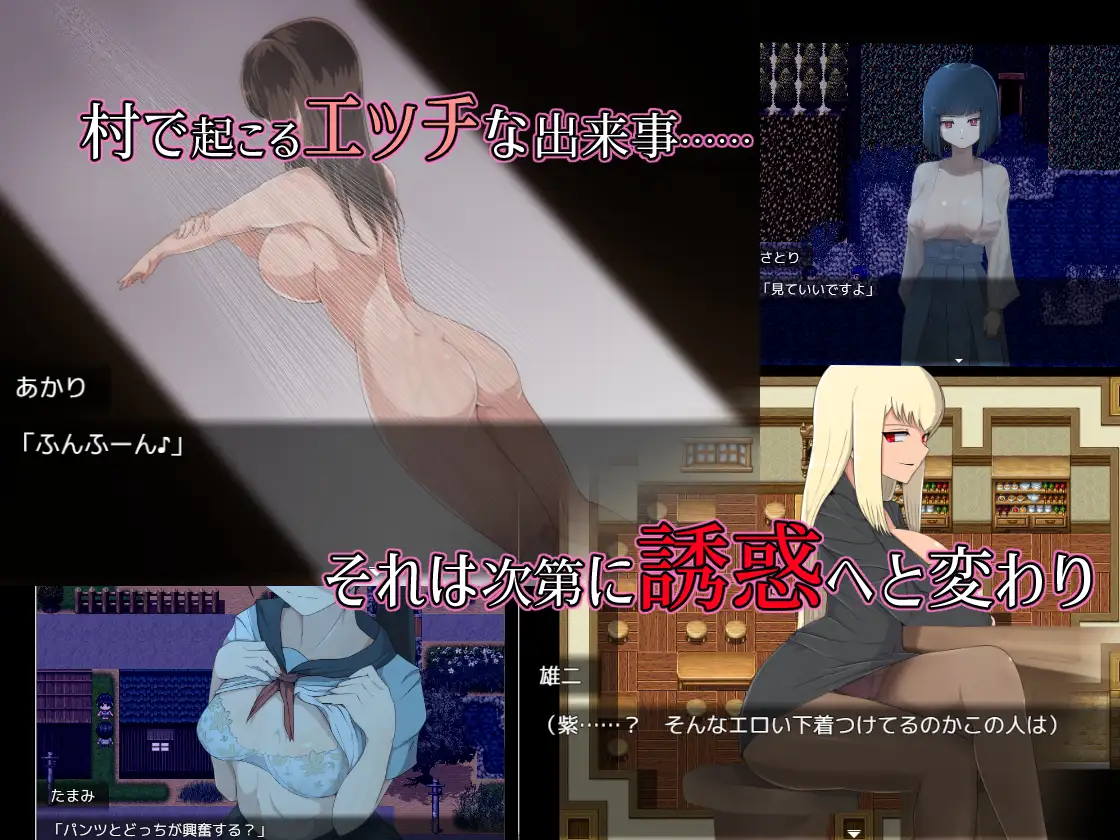 村で起こるエッチな出来事……
さとり
「見ていいですよ」
あかり
「ふんふーん♪」
それは次第に誘惑へと変わり
雄二
(紫……？　そんなエロい下着つけてるのかこの人は)
たまみ
「パンツとどっちが興奮する？」